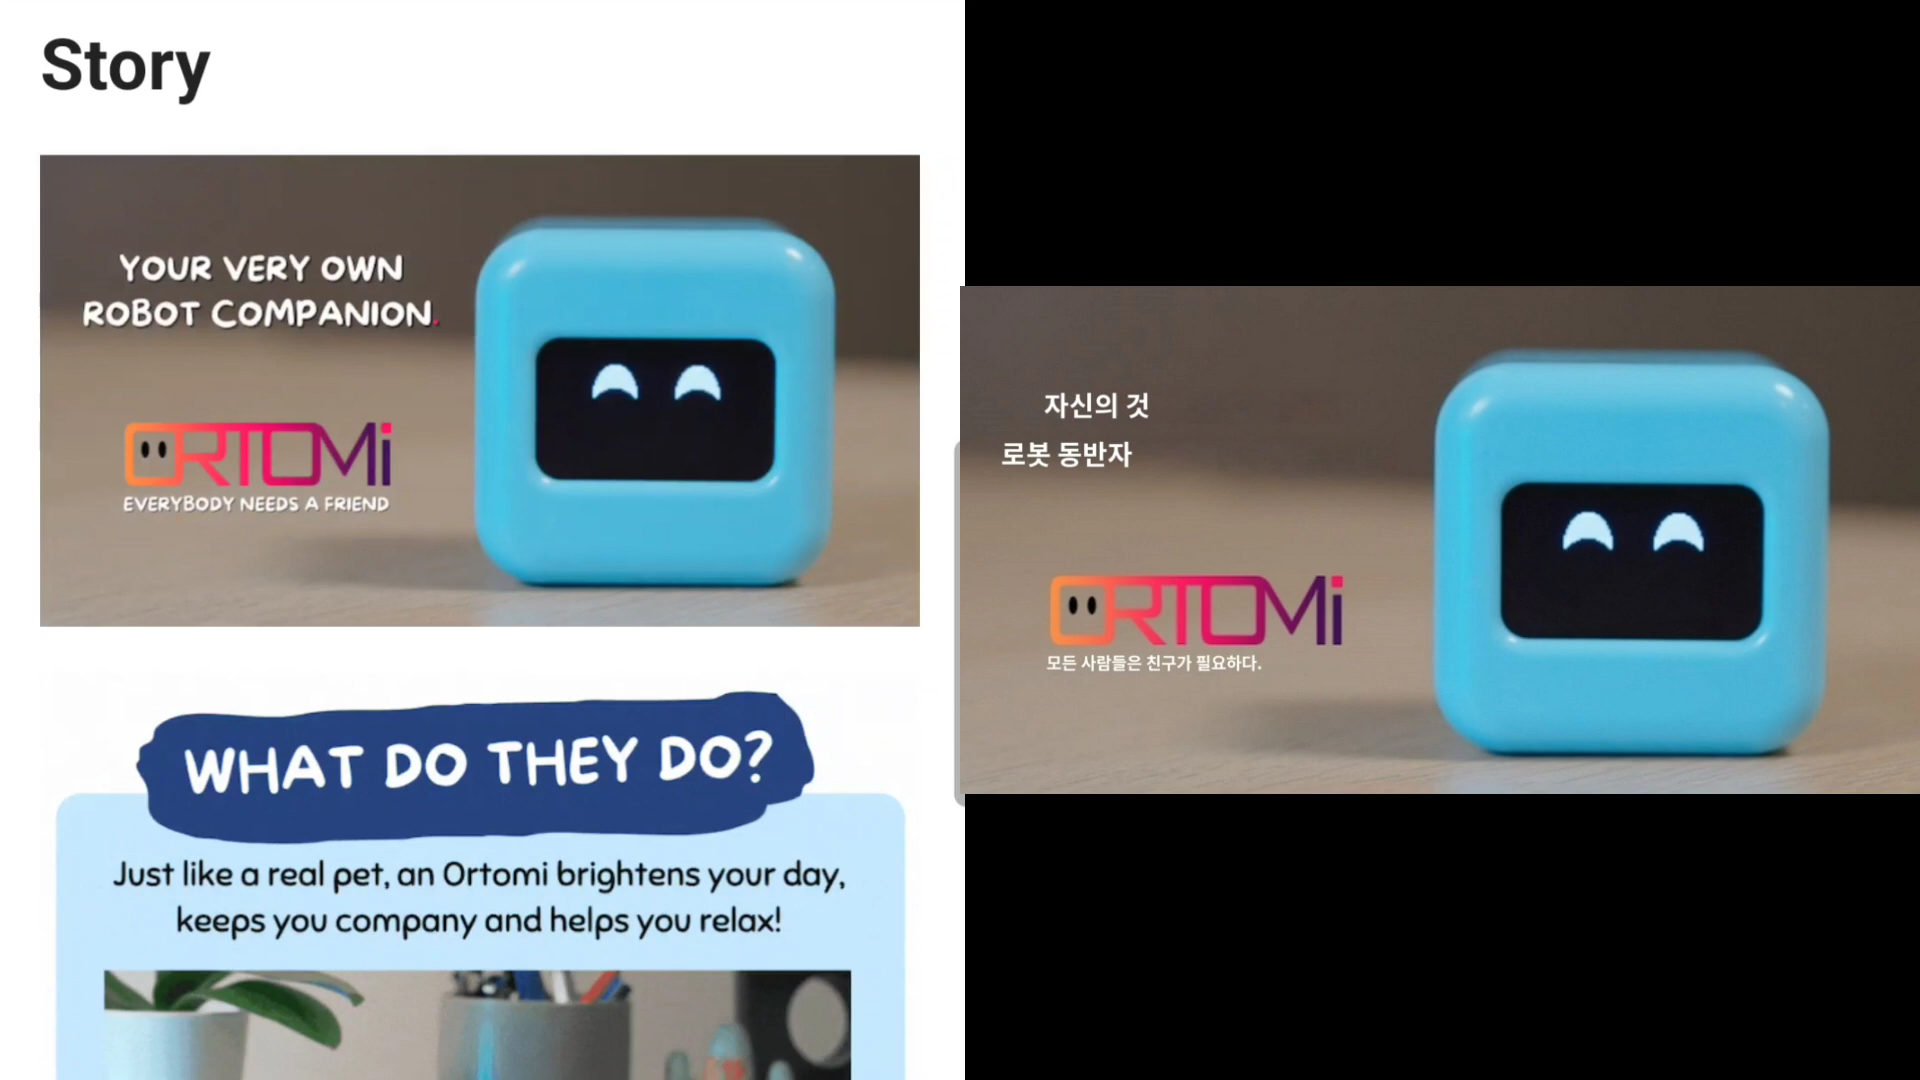 Story
YOUR VERY OWN
ROBOT COMPANION.
ORTOMi
EVERYBODY NEEDS A FRIEND
WHAT DO THEY DO?
Just like a real pet, an Ortomi brightens your day,
keeps you company and helps you relax!
자신의 것
로봇 동반자
ORTOMi
모든 사람들은 친구가 필요하다.